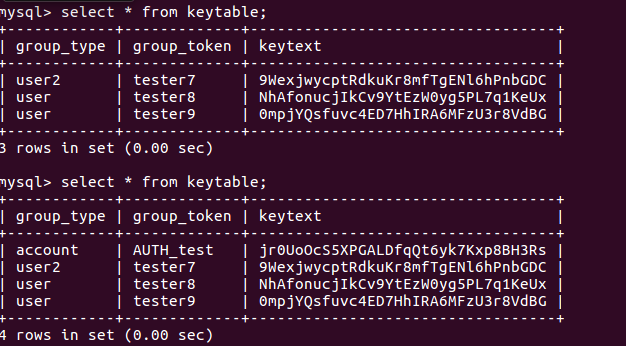 mysql> select * from keytable;
+------------+-------------+----------------------------------+
| group_type | group_token | keytext                          |
+------------+-------------+----------------------------------+
| user2      | tester7     | 9WexjwycptRdkuKr8mfTgENl6hPnbGDC |
| user       | tester8     | NhAfonucjIkCv9YtEzW0yg5PL7q1KeUx |
| user       | tester9     | 0mpjYQsfuvc4ED7HhIRA6MFzU3r8VdBG |
+------------+-------------+----------------------------------+
3 rows in set (0.00 sec)
mysql> select * from keytable;
+------------+-------------+----------------------------------+
| group_type | group_token | keytext                          |
+------------+-------------+----------------------------------+
| account    | AUTH_test   | jr0UoOcS5XPGALDfqQt6yk7Kxp8BH3Rs |
| user2      | tester7     | 9WexjwycptRdkuKr8mfTgENl6hPnbGDC |
| user       | tester8     | NhAfonucjIkCv9YtEzW0yg5PL7q1KeUx |
| user       | tester9     | 0mpjYQsfuvc4ED7HhIRA6MFzU3r8VdBG |
+------------+-------------+----------------------------------+
4 rows in set (0.00 sec)